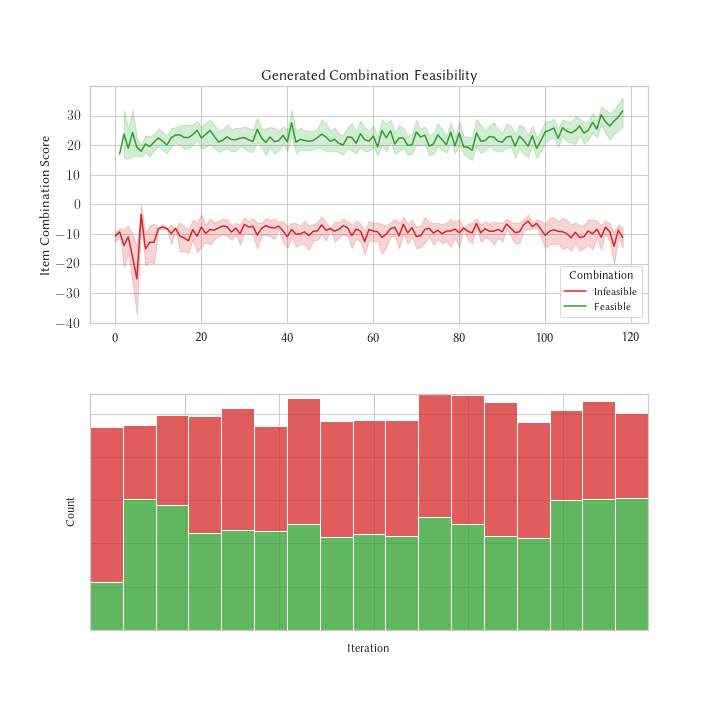 Generated Combination Feasibility
Item Combination Score
30
20
10
0
−10
−20
−30
−40
0
20
40
60
80
100
120
Combination
Infeasible
Feasible
Count
Iteration